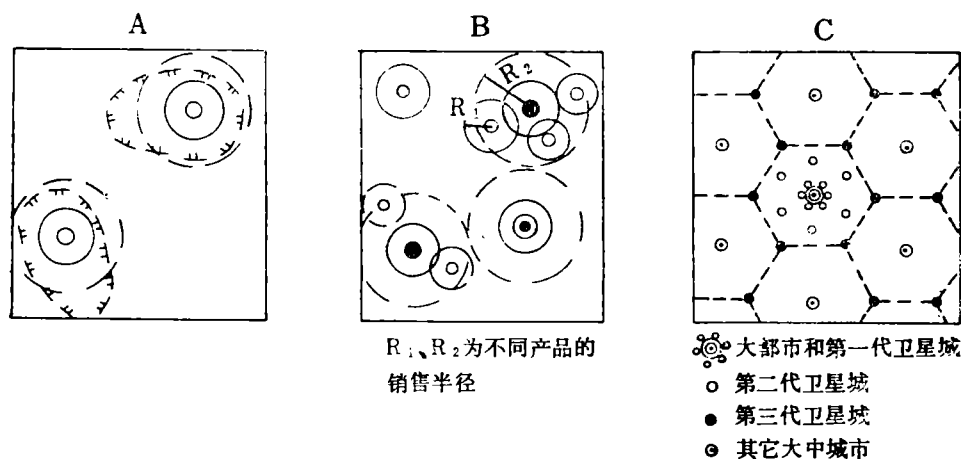 A
B
C
R₂
R₁
R₁、R₂为不同产品的
销售半径
大都市和第一代卫星城
第二代卫星城
第三代卫星城
其它大中城市